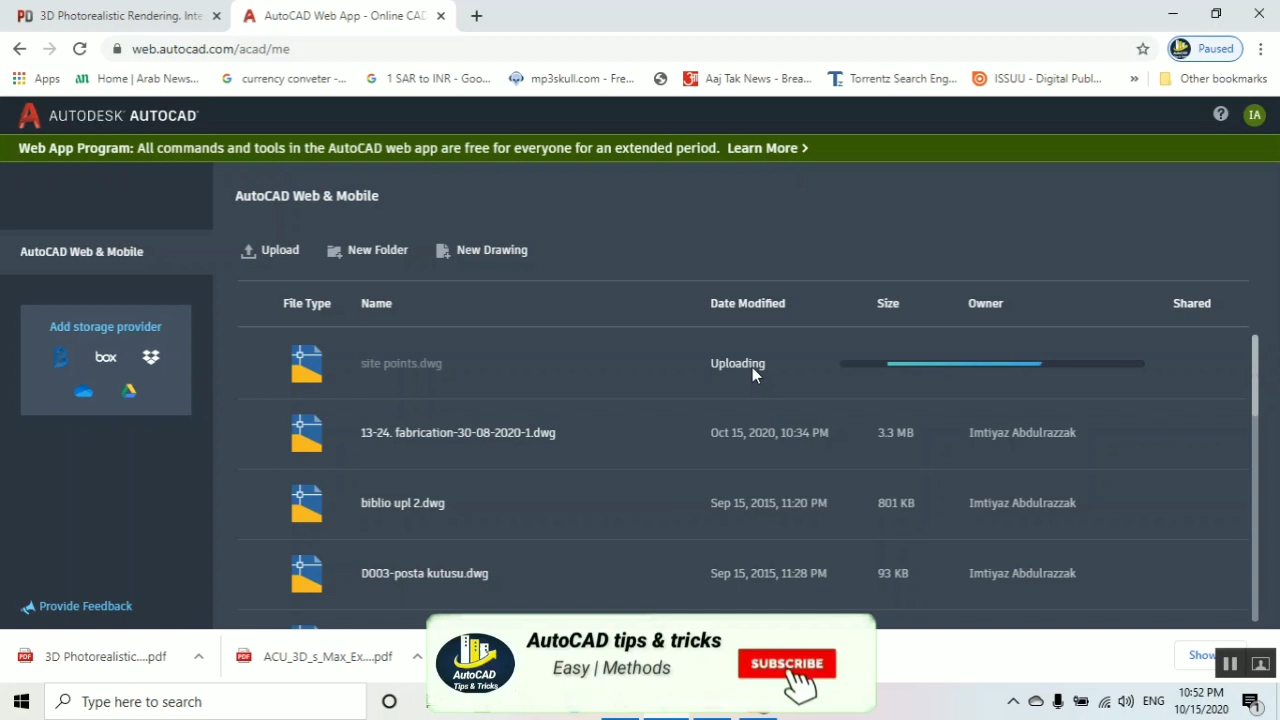 PD 3D Photorealistic Rendering. Inte
AutoCAD Web App - Online CAD
web.autocad.com/acad/me
Paused
Apps
Home | Arab News...
currency conveter -...
1 SAR to INR - Goo...
mp3skull.com - Fre...
Aaj Tak News - Brea...
Torrentz Search Eng...
ISSUU - Digital Publ...
»
Other bookmarks
AUTODESK AUTOCAD
IA
Web App Program: All commands and tools in the AutoCAD web app are free for everyone for an extended period. Learn More >
AutoCAD Web & Mobile
AutoCAD Web & Mobile
Upload
New Folder
New Drawing
File Type Name Date Modified Size Owner Shared
Add storage provider
box
site points.dwg Uploading
13-24. fabrication-30-08-2020-1.dwg Oct 15, 2020, 10:34 PM 3.3 MB Imtiyaz Abdulrazzak
biblio upl 2.dwg Sep 15, 2015, 11:20 PM 801 KB Imtiyaz Abdulrazzak
D003-posta kutusu.dwg Sep 15, 2015, 11:28 PM 93 KB Imtiyaz Abdulrazzak
Provide Feedback
3D Photorealistic....pdf
ACU_3D_s_Max_Ex....pdf
Show
AutoCAD tips & tricks
Easy | Methods
SUBSCRIBE
AutoCAD
Tips & Tricks
Type here to search
ENG
10:52 PM
10/15/2020
1